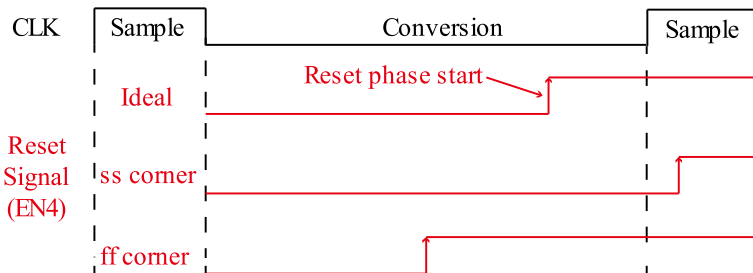 CLK
Sample
Conversion
Sample
Reset phase start
Ideal
Reset
Signal
(EN4)
ss corner
ff corner